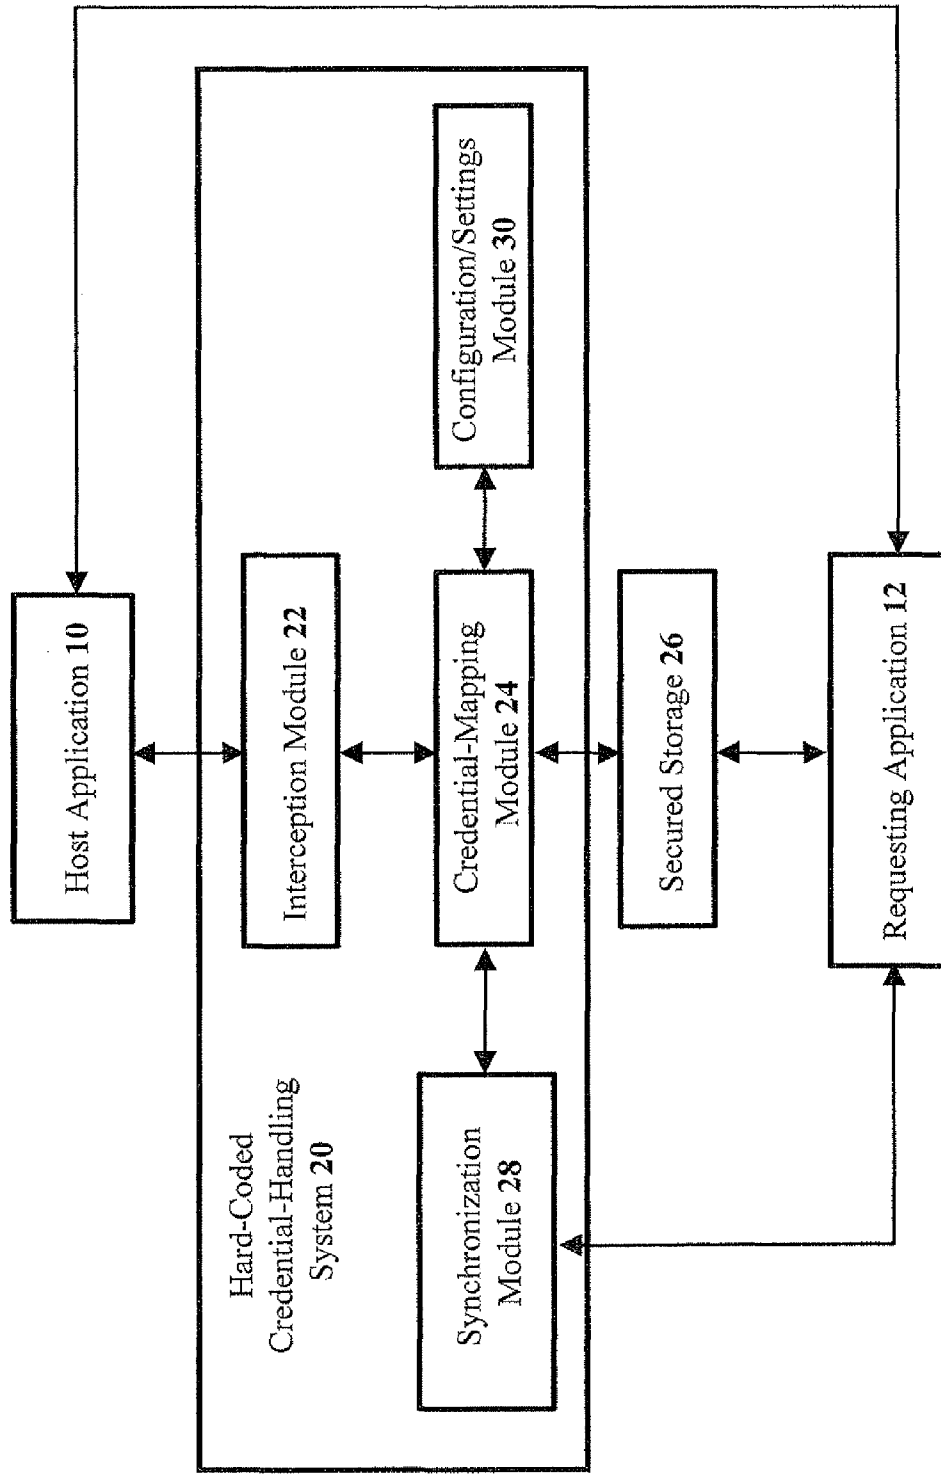 Host Application 10
Hard-Coded
Credential-Handling
System 20
Interception Module 22
Synchronization
Module 28
Credential-Mapping
Module 24
Configuration/Settings
Module 30
Secured Storage 26
Requesting Application 12